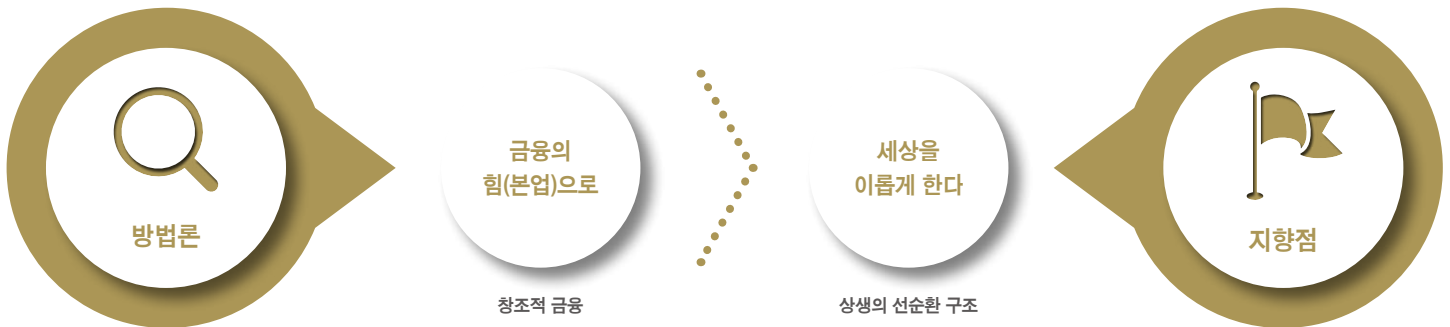 방법론
금융의
힘(본업)으로
창조적 금융
세상을
이롭게 한다
상생의 선순환 구조
지향점